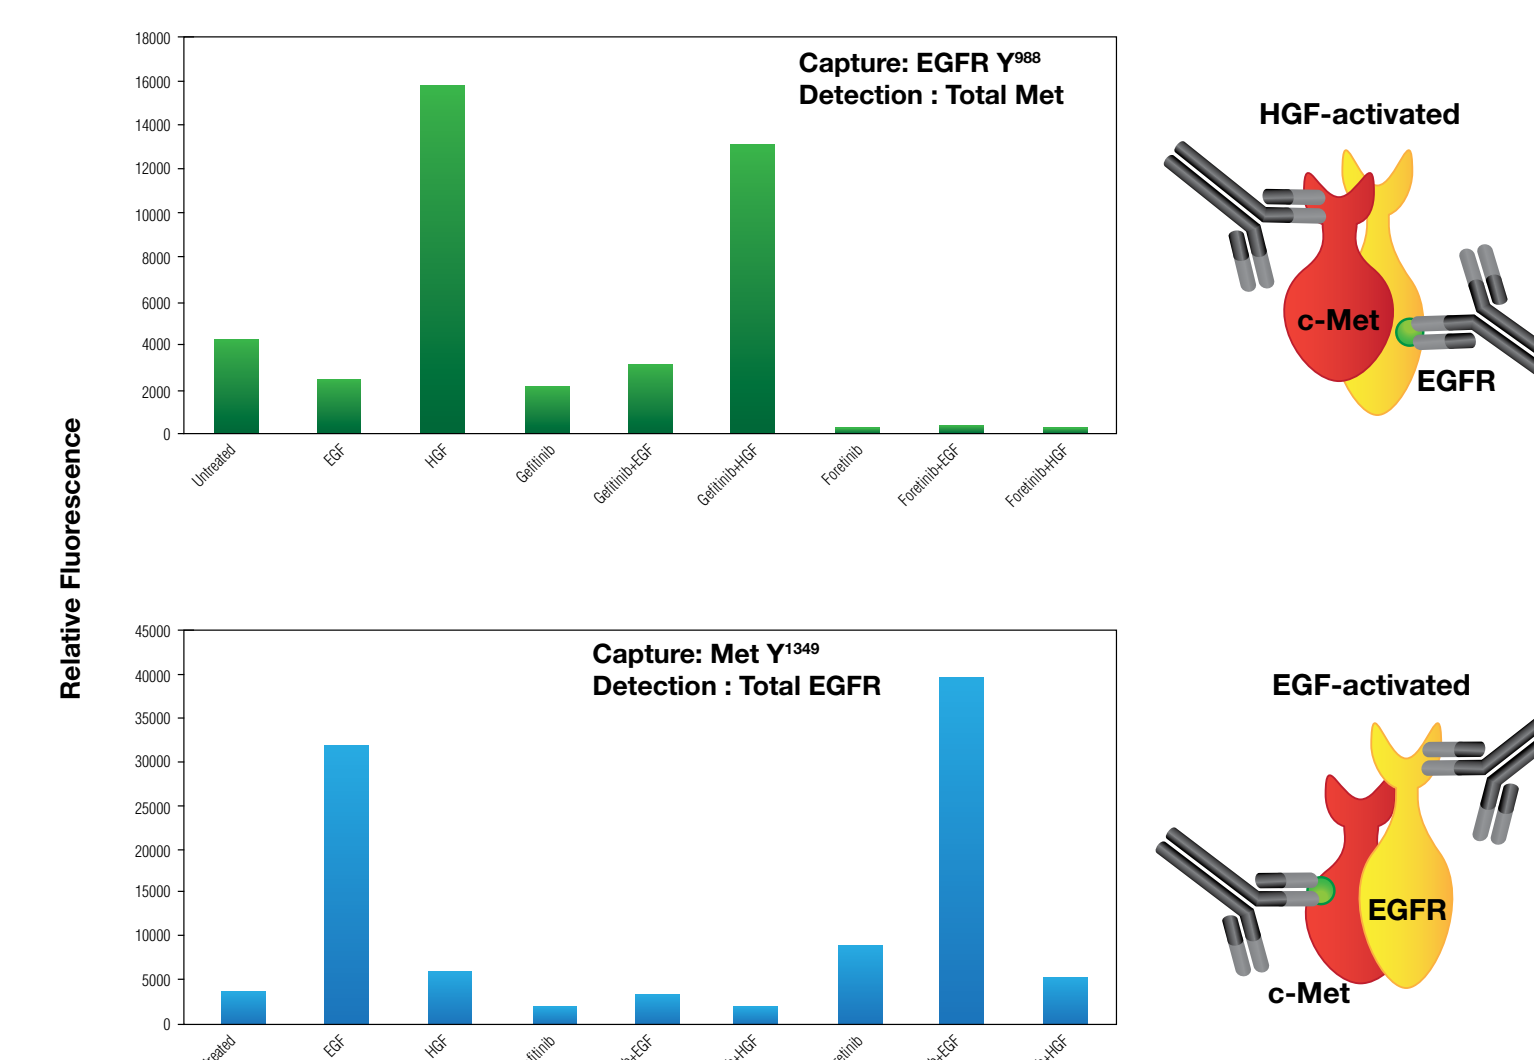 18000
16000
14000
12000
10000
8000
6000
4000
2000
0
Capture: EGFR Y988
Detection : Total Met
Untreated
EGF
HGF
Gefitinib
Gefitinib+EGF
Gefitinib+HGF
Foretinib
Foretinib+EGF
Foretinib+HGF
HGF-activated
c-Met
EGFR
Relative Fluorescence
45000
40000
35000
30000
25000
20000
15000
10000
5000
0
Capture: Met Y1349
Detection : Total EGFR
EGF
HGF
EGF-activated
EGFR
c-Met